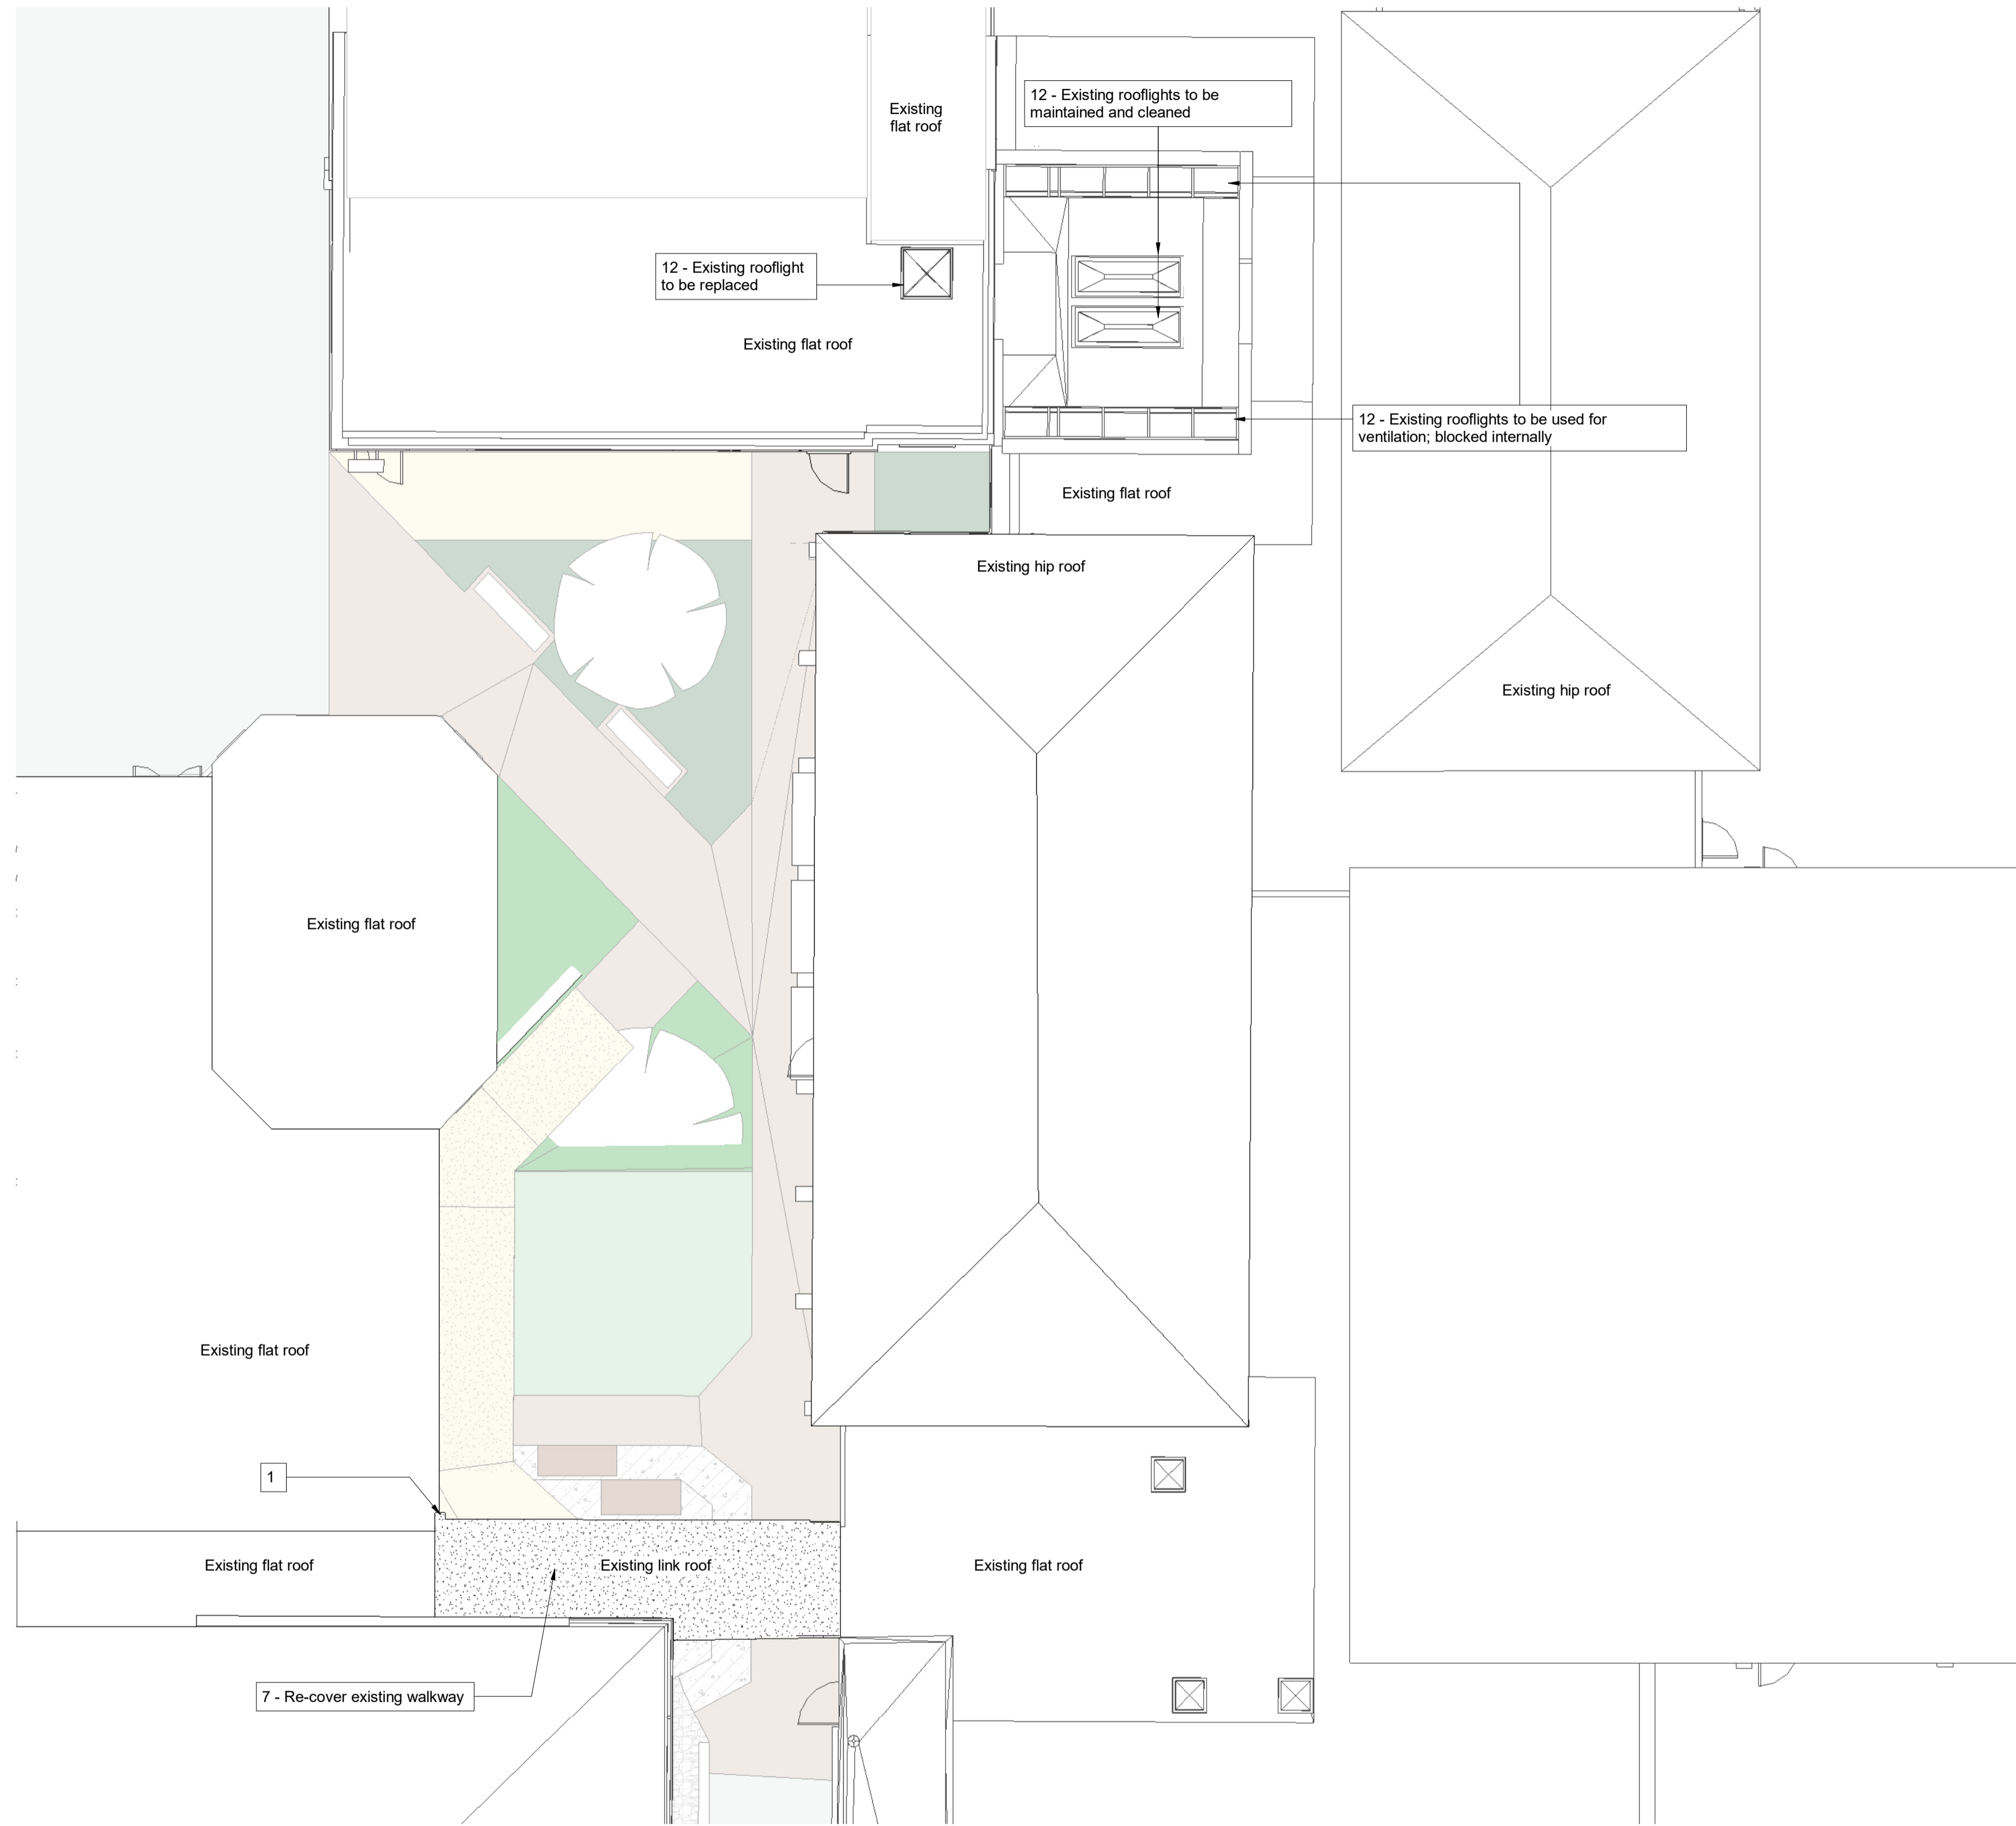 12 - Existing rooflights to be
maintained and cleaned
Existing
flat roof
12 - Existing rooflight
to be replaced
Existing flat roof
12 - Existing rooflights to be used for
ventilation; blocked internally
Existing flat roof
Existing hip roof
Existing hip roof
Existing flat roof
Existing flat roof
1
Existing flat roof
Existing link roof
Existing flat roof
7 - Re-cover existing walkway